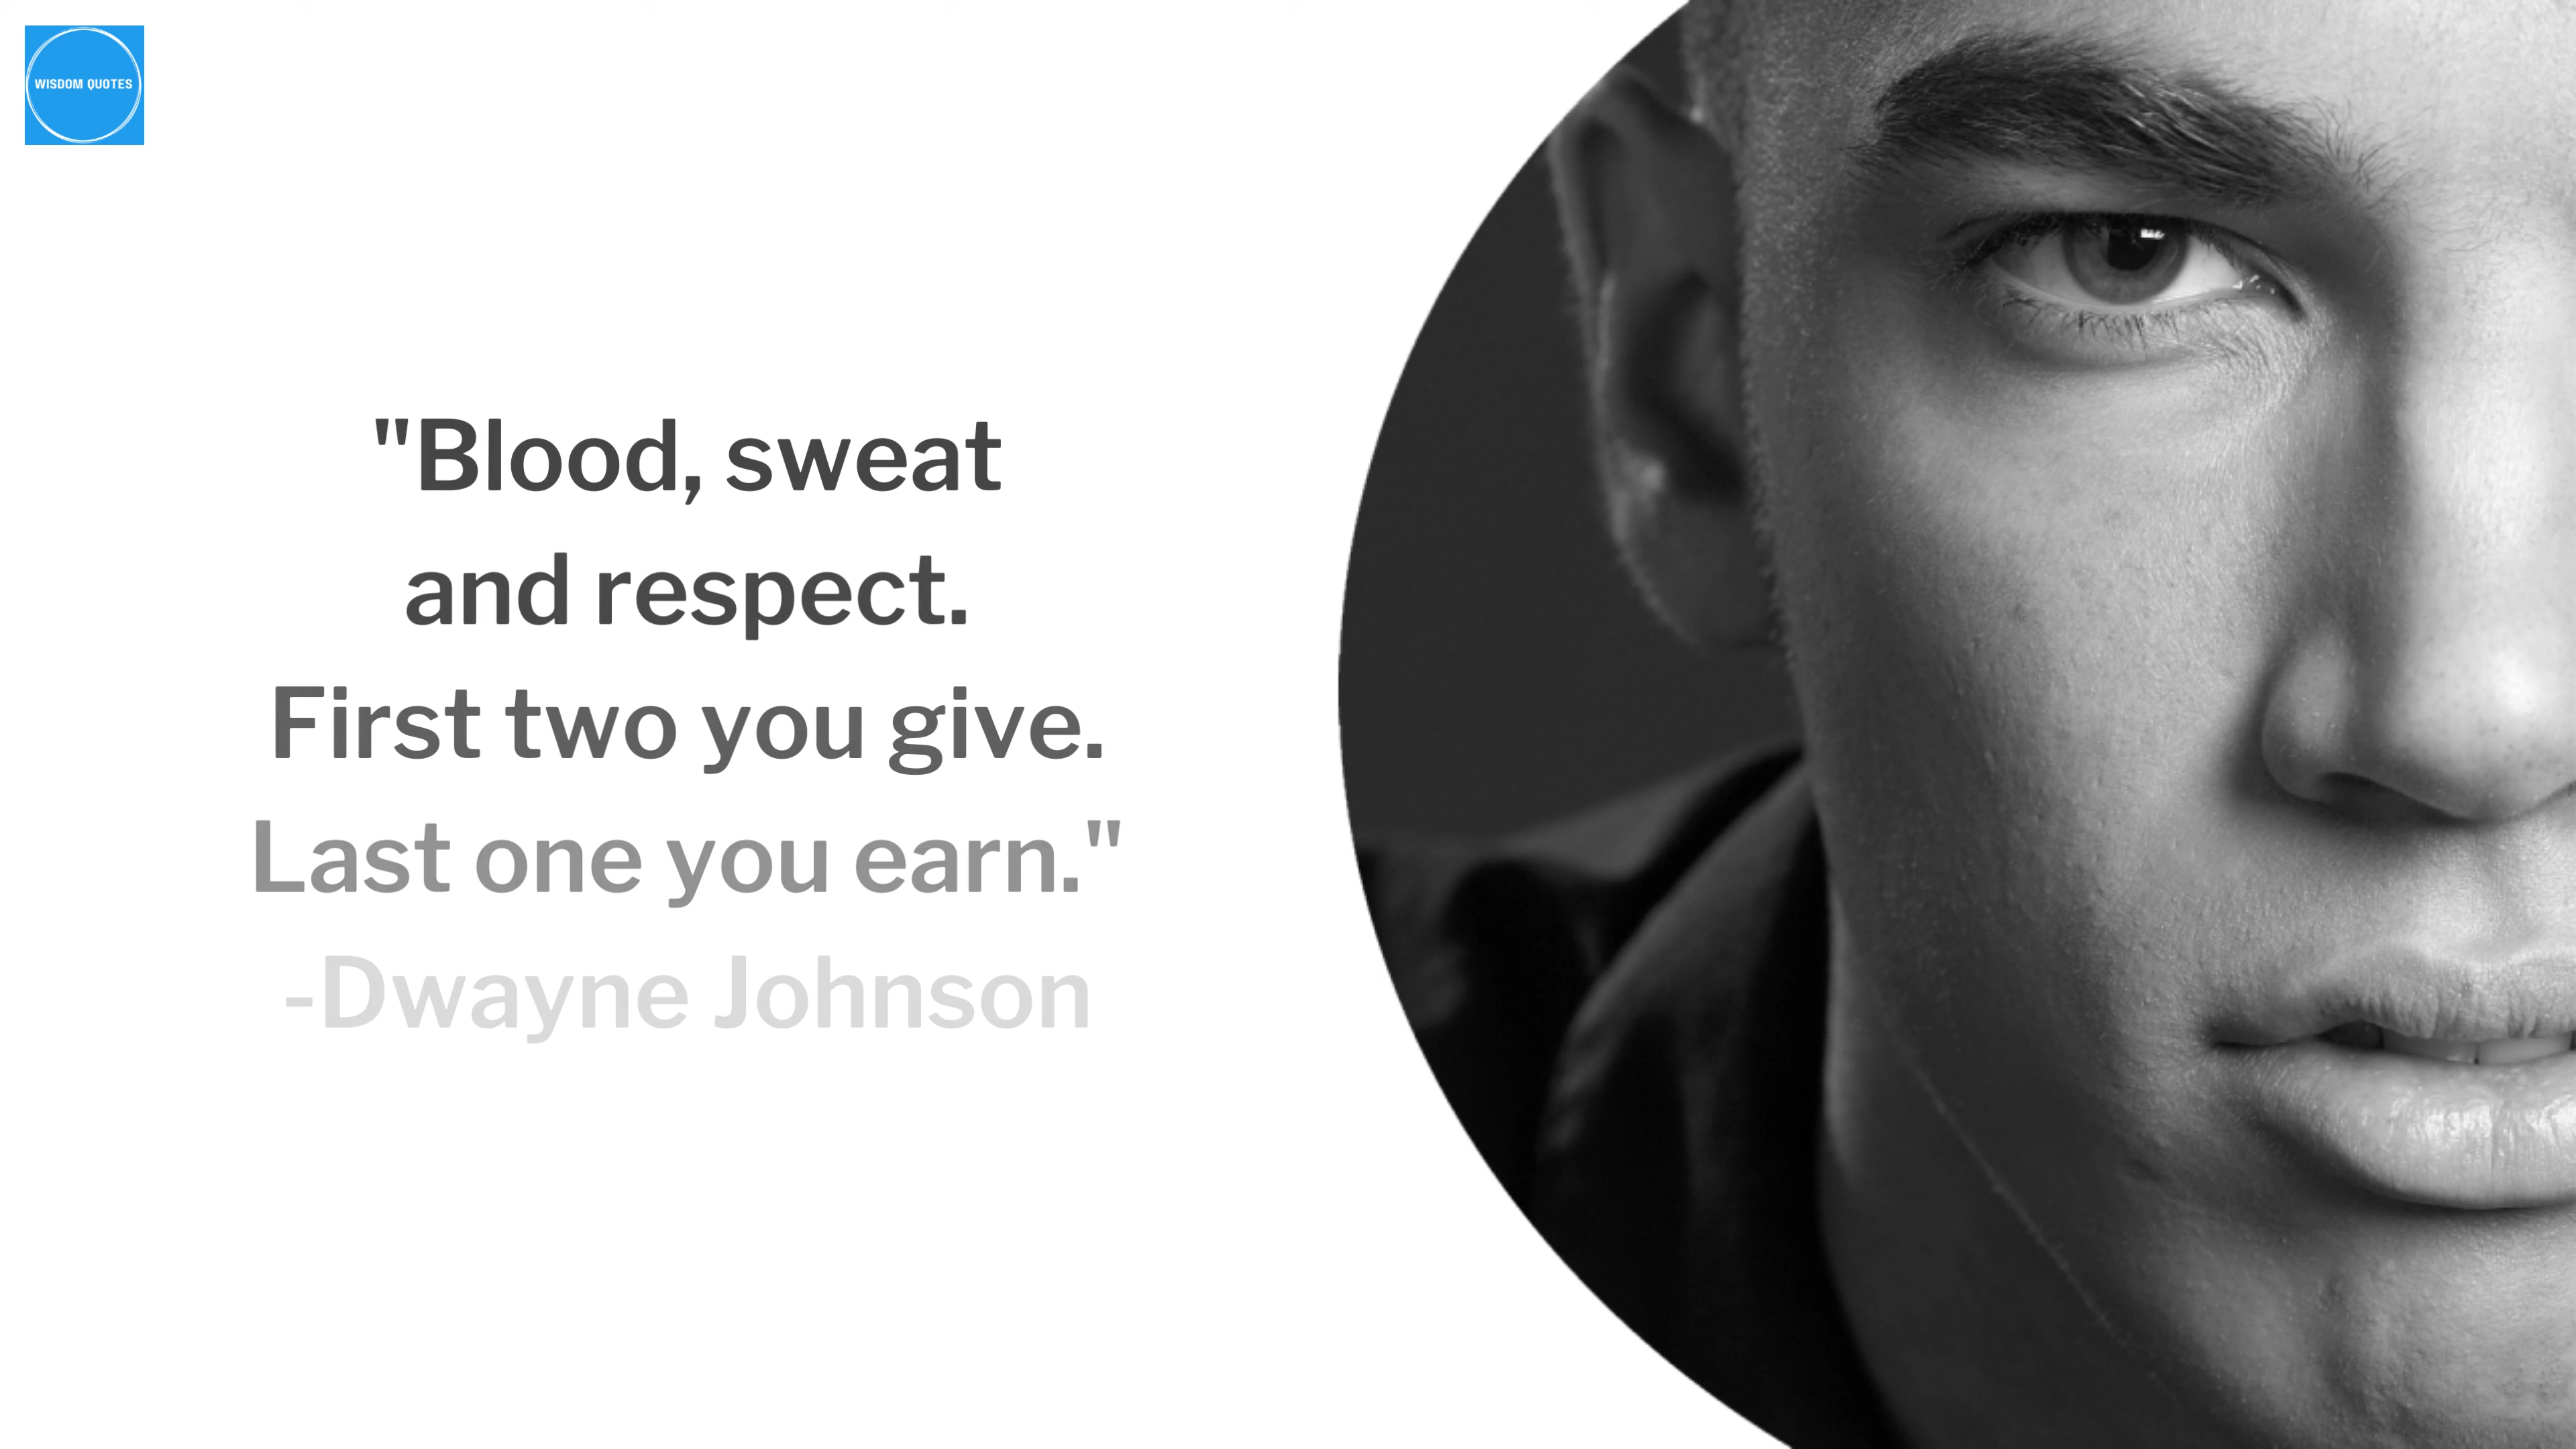 WISDOM QUOTES
"Blood, sweat
and respect.
First two you give.
Last one you earn."
-Dwayne Johnson